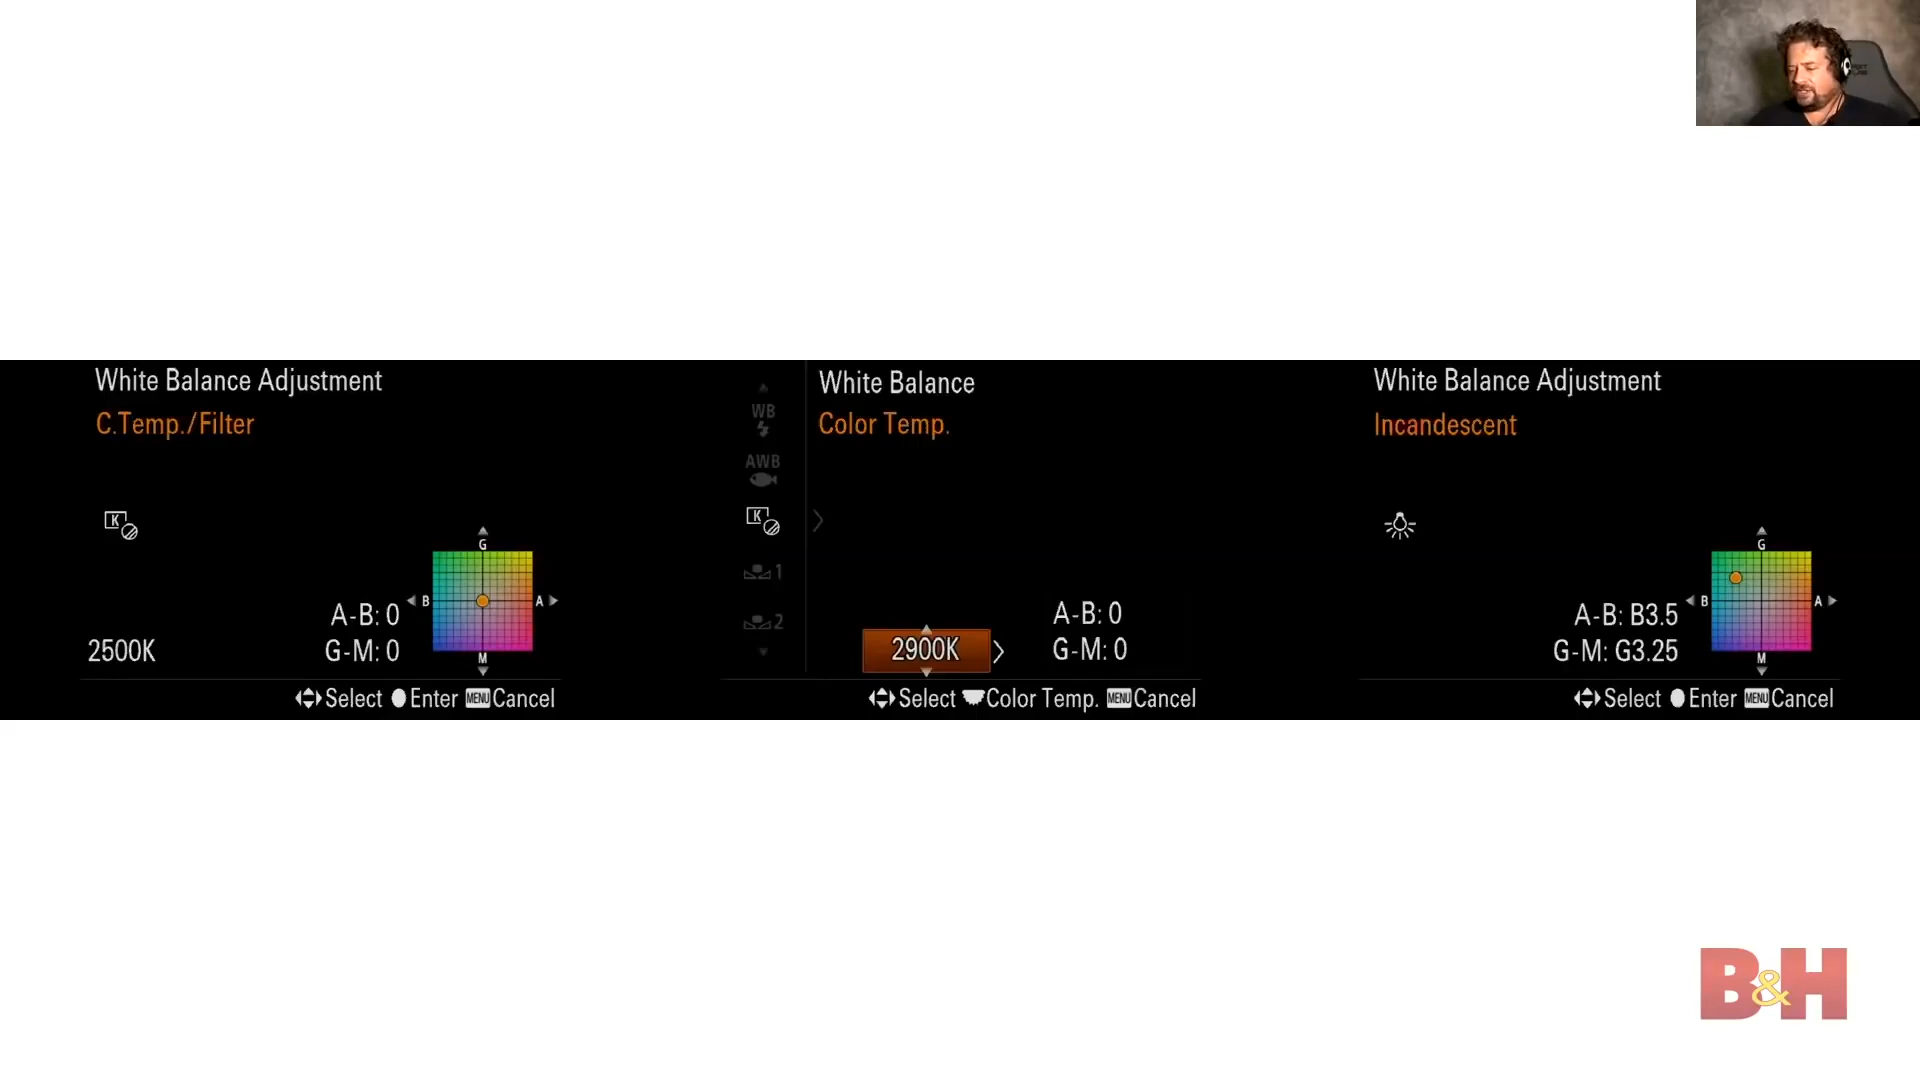 White Balance Adjustment
C.Temp./Filter
K
2500K
A-B: 0
G-M: 0
G
B
A
M
Select Enter MENU Cancel
WB
AWB
K
1
2
White Balance
Color Temp.
2900K
A-B: 0
G-M: 0
Select Color Temp. MENU Cancel
White Balance Adjustment
Incandescent
A-B: B3.5
G-M: G3.25
G
B
A
M
Select Enter MENU Cancel
B&H